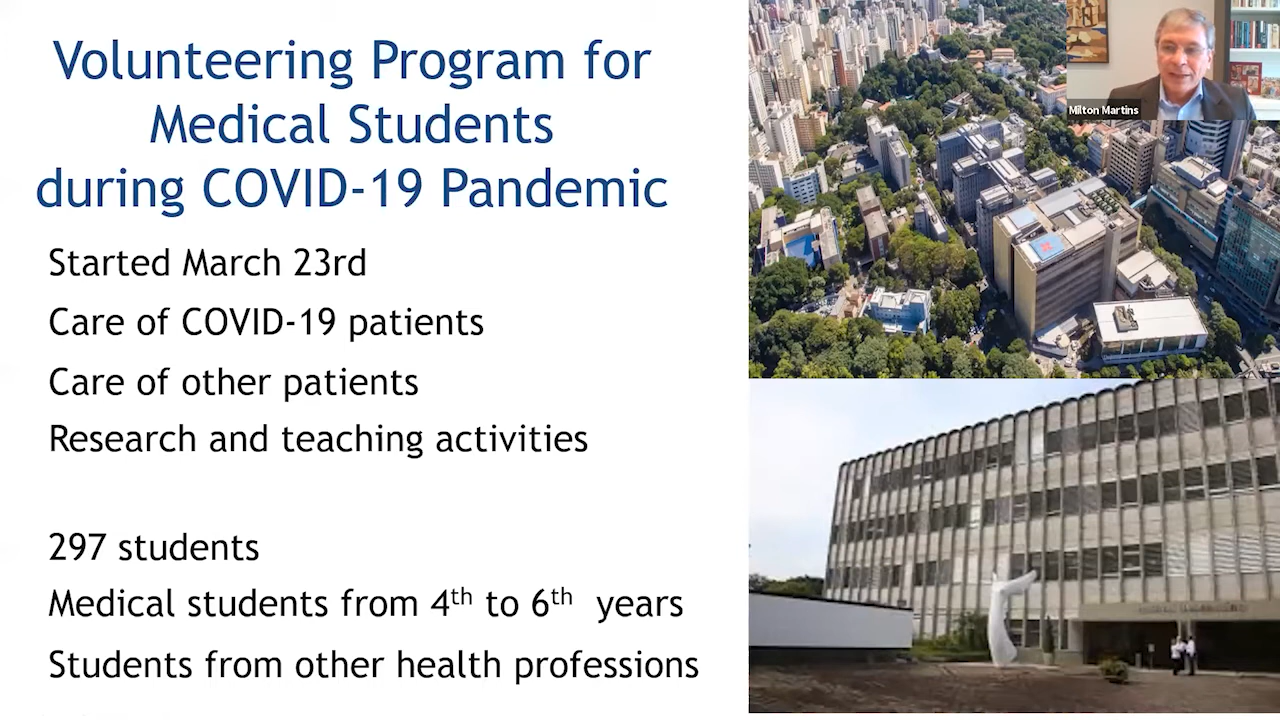 Volunteering Program for
Medical Students
during COVID-19 Pandemic
Started March 23rd
Care of COVID-19 patients
Care of other patients
Research and teaching activities
297 students
Medical students from 4th to 6th years
Students from other health professions
Milton Martins